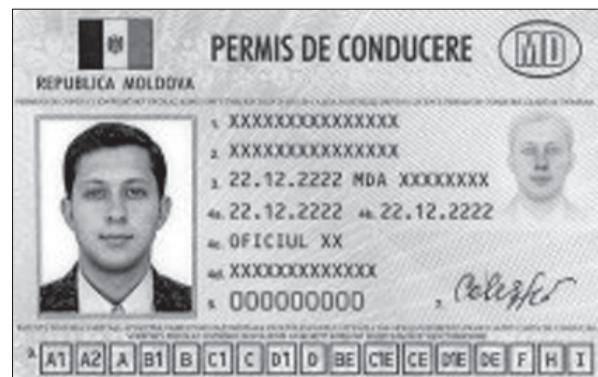 PERMIS DE CONDUCERE MD
REPUBLICA MOLDOVA
1. XXXXXXXXXXXXXXX
2. XXXXXXXXXXXXXXX
3. 22.12.2222 MDA XXXXXXXX
4a. 22.12.2222 4b. 22.12.2222
4c. OFICIUL XX
4d. XXXXXXXXXXXXX
5. 000000000 7.
9. A1 A2 A B1 B C1 C D1 D BE C1E CE D1E DE F H I